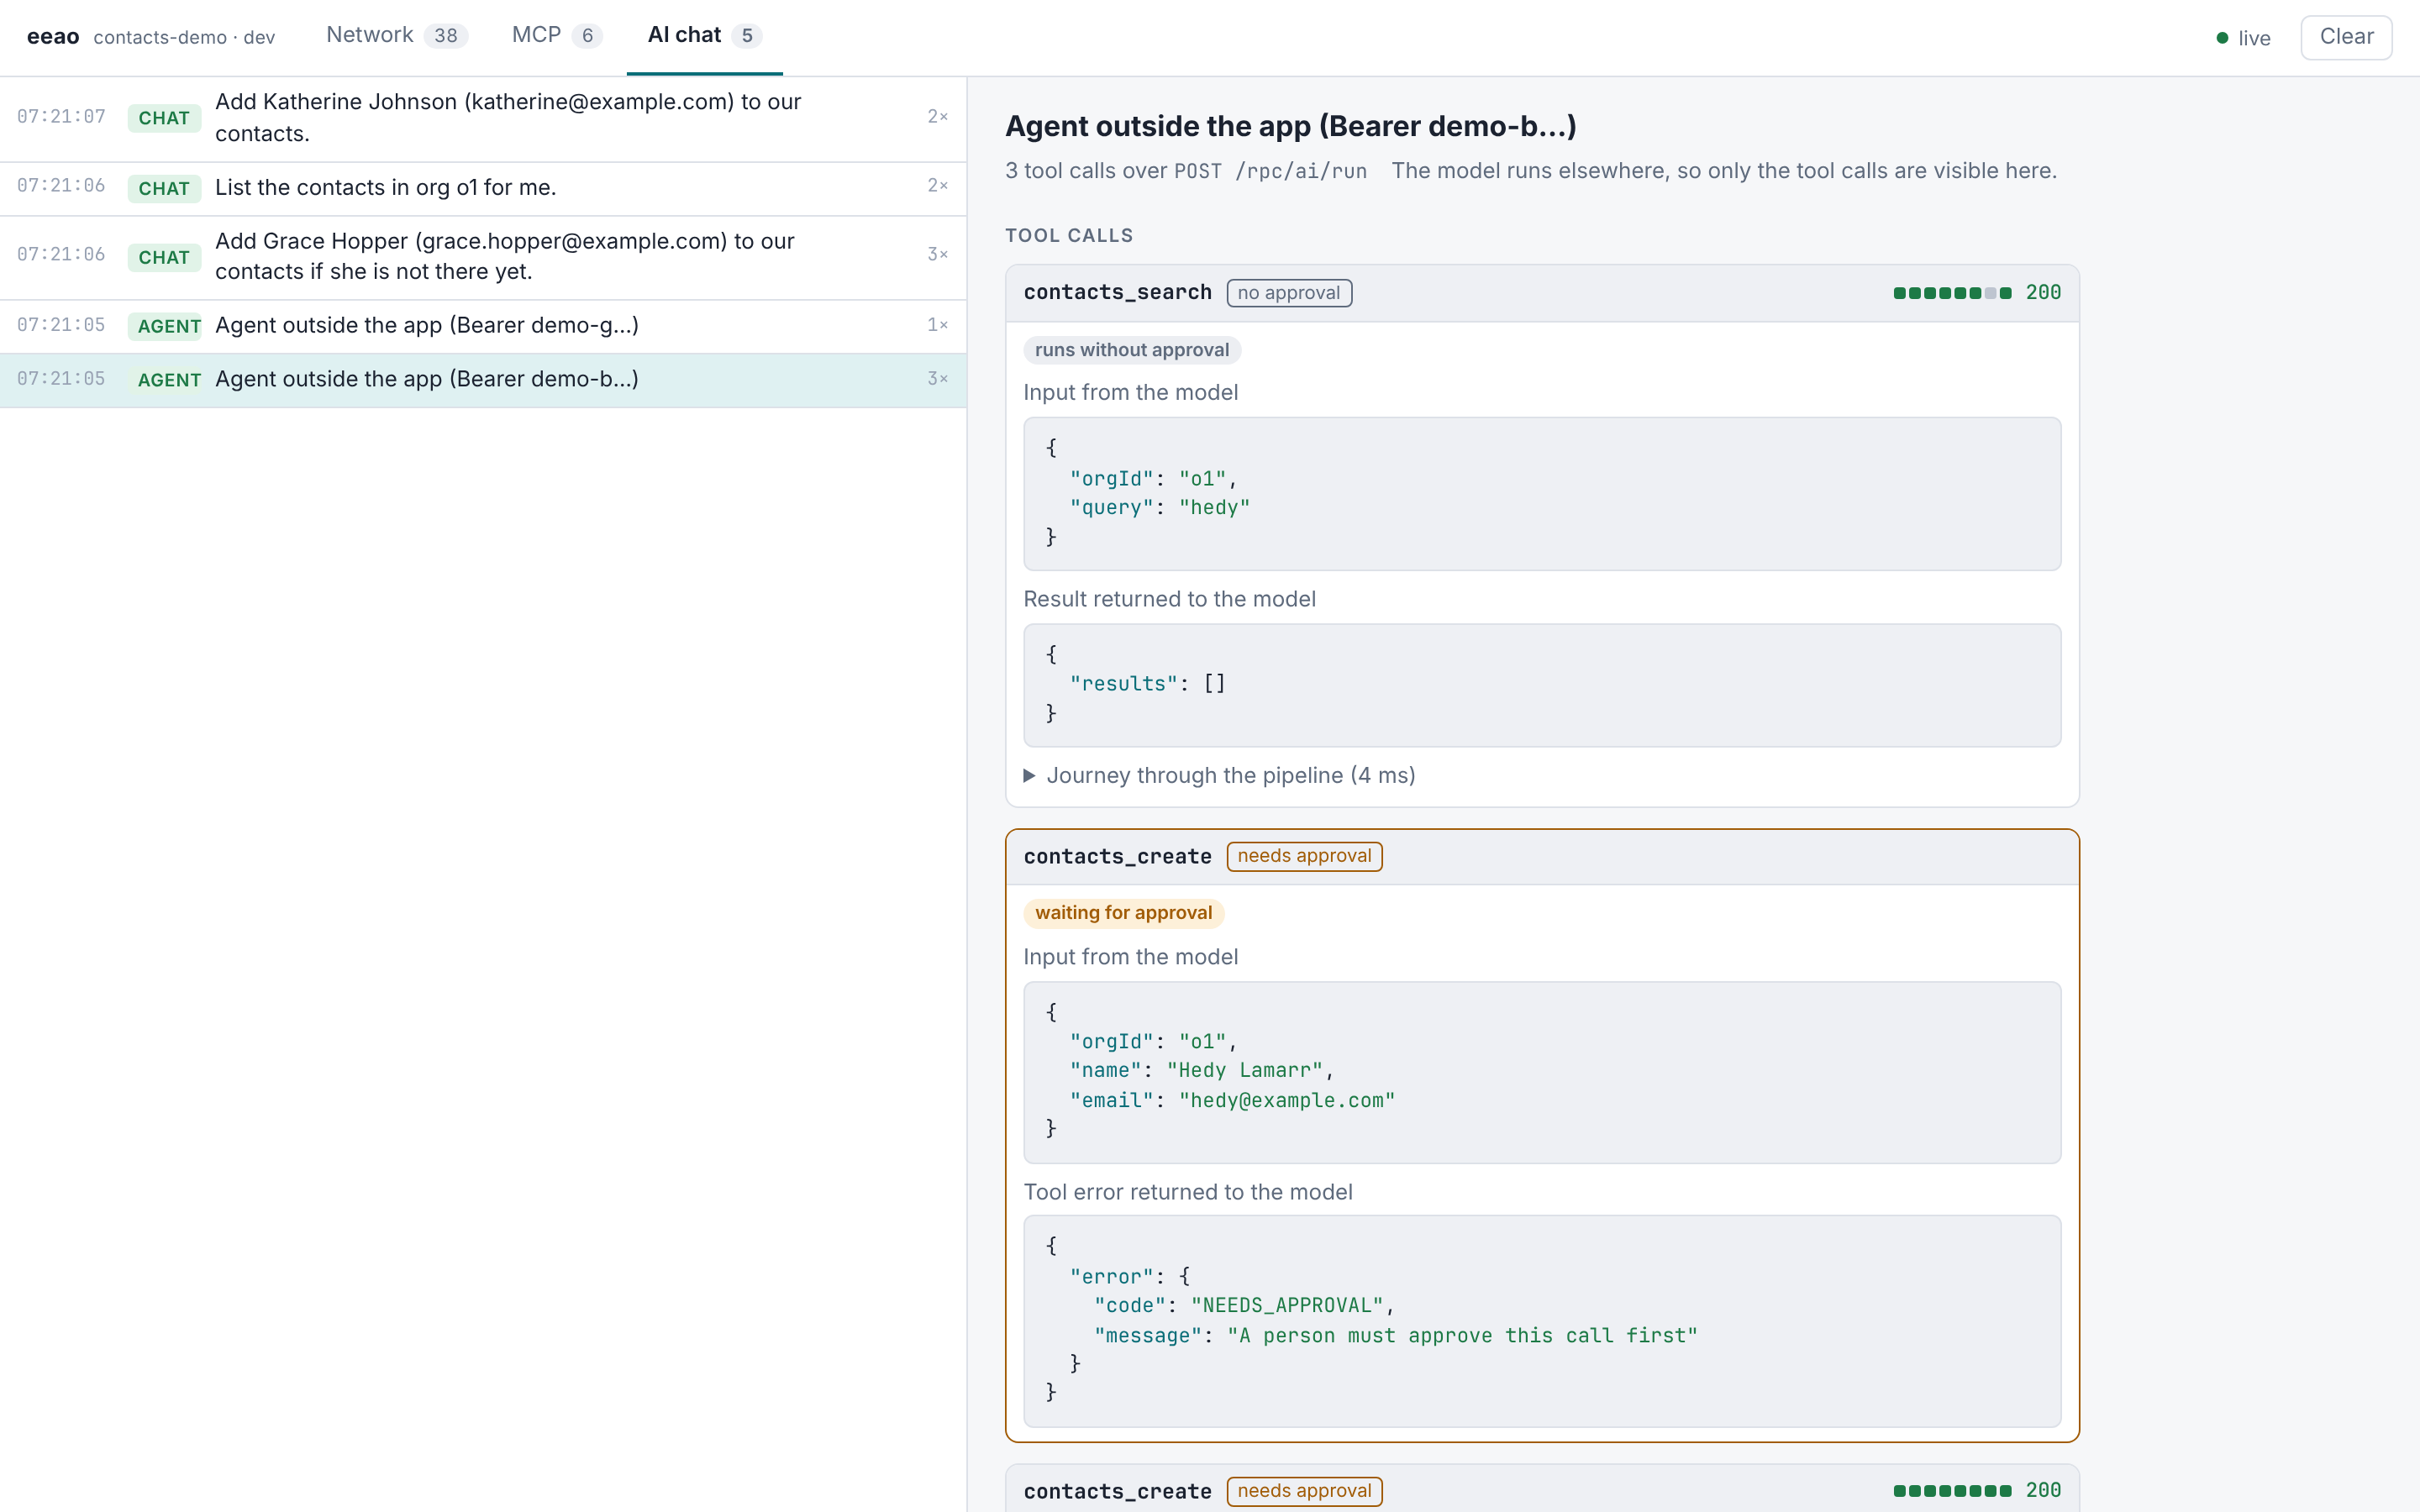 eeao contacts-demo · dev Network 38 MCP 6 AI chat 5 live Clear
07:21:07 CHAT Add Katherine Johnson (katherine@example.com) to our contacts. 2×
07:21:06 CHAT List the contacts in org o1 for me. 2×
07:21:06 CHAT Add Grace Hopper (grace.hopper@example.com) to our contacts if she is not there yet. 3×
07:21:05 AGENT Agent outside the app (Bearer demo-g...) 1×
07:21:05 AGENT Agent outside the app (Bearer demo-b...) 3×
Agent outside the app (Bearer demo-b...)
3 tool calls over POST /rpc/ai/run The model runs elsewhere, so only the tool calls are visible here.
TOOL CALLS
contacts_search no approval 200
runs without approval
Input from the model
{
"orgId": "o1",
"query": "hedy"
}
Result returned to the model
{
"results": []
}
Journey through the pipeline (4 ms)
contacts_create needs approval
waiting for approval
Input from the model
{
"orgId": "o1",
"name": "Hedy Lamarr",
"email": "hedy@example.com"
}
Tool error returned to the model
{
"error": {
"code": "NEEDS_APPROVAL",
"message": "A person must approve this call first"
}
}
contacts_create needs approval 200